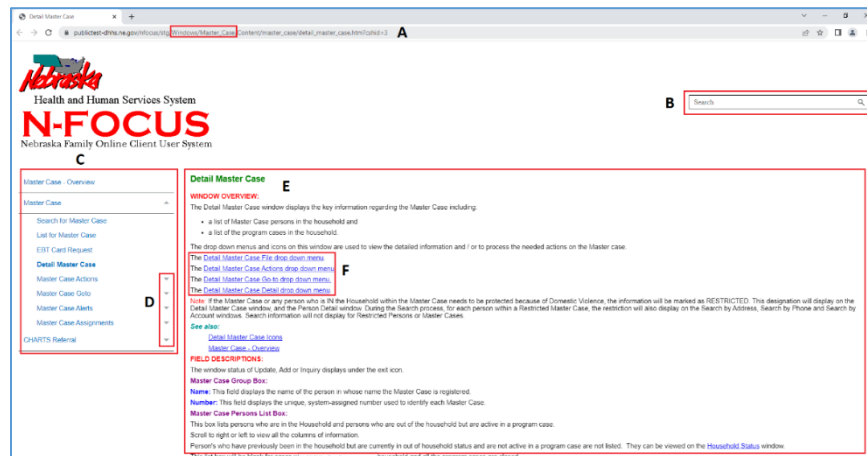 Detail Master Case
publictest-dhhs.ne.gov/nfocus/stg/Windows/Master_Case/Content/master_case/detail_master_case.htm?cshid=3
A
Nebraska
Health and Human Services System
N-FOCUS
Nebraska Family Online Client User System
B
Search
C
Master Case - Overview
Master Case
Search for Master Case
List for Master Case
EBT Card Request
Detail Master Case
Master Case Actions
Master Case Goto
Master Case Alerts
Master Case Assignments
CHARTS Referral
D
Detail Master Case
E
WINDOW OVERVIEW:
The Detail Master Case window displays the key information regarding the Master Case including:
• a list of Master Case persons in the household and
• a list of the program cases in the household.
The drop down menus and icons on this window are used to view the detailed information and / or to process the needed actions on the Master case.
The Detail Master Case File drop down menu.
The Detail Master Case Actions drop down menu.
The Detail Master Case Go-to drop down menu.
The Detail Master Case Detail drop down menu.
F
Note: If the Master Case or any person who is IN the Household within the Master Case needs to be protected because of Domestic Violence, the information will be marked as RESTRICTED. This designation will display on the
Detail Master Case window, and the Person Detail window. During the Search process, for each person within a Restricted Master Case, the restriction will also display on the Search by Address, Search by Phone and Search by
Account windows. Search information will not display for Restricted Persons or Master Cases
See also:
Detail Master Case Icons
Master Case - Overview
FIELD DESCRIPTIONS:
The window status of Update, Add or Inquiry displays under the exit icon.
Master Case Group Box:
Name: This field displays the name of the person in whose name the Master Case is registered.
Number: This field displays the unique, system-assigned number used to identify each Master Case.
Master Case Persons List Box:
This box lists persons who are in the Household and persons who are out of the household but are active in a program case.
Scroll to right or left to view all the columns of information.
Person's who have previously been in the household but are currently in out of household status and are not active in a program case are not listed. They can be viewed on the Household Status window.